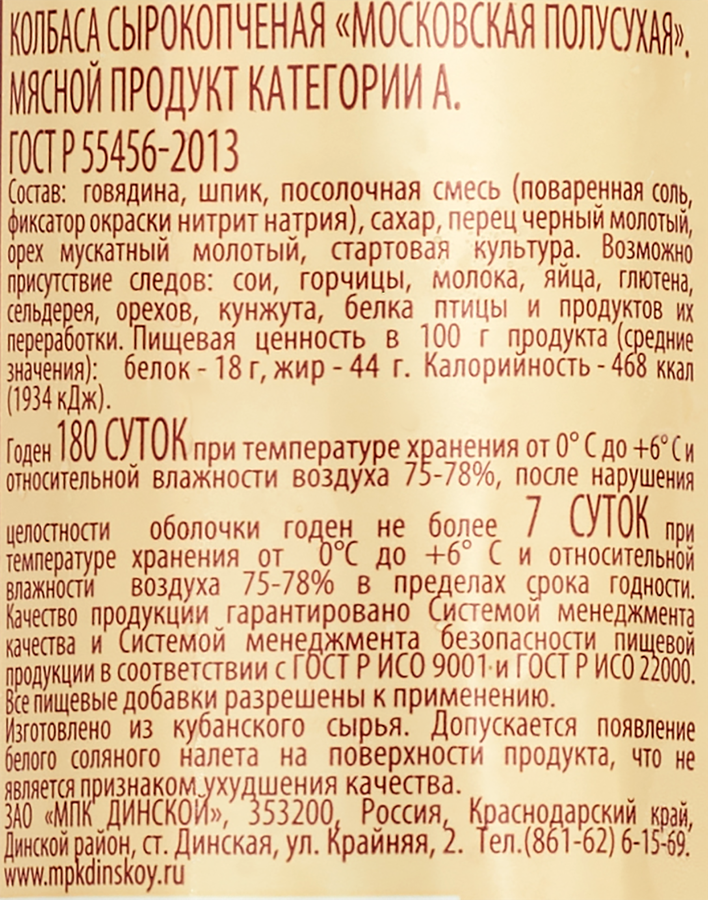 КОЛБАСА СЫРОКОПЧЕНАЯ «МОСКОВСКАЯ ПОЛУСУХАЯ».
МЯСНОЙ ПРОДУКТ КАТЕГОРИИ А.
ГОСТ Р 55456-2013
Состав: говядина, шпик, посолочная смесь (поваренная соль,
фиксатор окраски нитрит натрия), сахар, перец черный молотый,
орех мускатный молотый, стартовая культура. Возможно
присутствие следов: сои, горчицы, молока, яйца, глютена,
сельдерея, орехов, кунжута, белка птицы и продуктов их
переработки. Пищевая ценность в 100 г продукта (средние
значения): белок - 18 г, жир - 44 г. Калорийность - 468 ккал
(1934 кДж).
Годен 180 СУТОК при температуре хранения от 0° С до +6° С и
относительной влажности воздуха 75-78%, после нарушения
целостности оболочки годен не более 7 СУТОК при
температуре хранения от 0°С до +6° С и относительной
влажности воздуха 75-78% в пределах срока годности.
Качество продукции гарантировано Системой менеджмента
качества и Системой менеджмента безопасности пищевой
продукции в соответствии с ГОСТ Р ИСО 9001 и ГОСТ Р ИСО 22000.
Все пищевые добавки разрешены к применению.
Изготовлено из кубанского сырья. Допускается появление
белого соляного налета на поверхности продукта, что не
является признаком ухудшения качества.
ЗАО «МПК ДИНСКОЙ», 353200, Россия, Краснодарский край,
Динской район, ст. Динская, ул. Крайняя, 2. Тел.(861-62) 6-15-69.
www.mpkdinskoy.ru